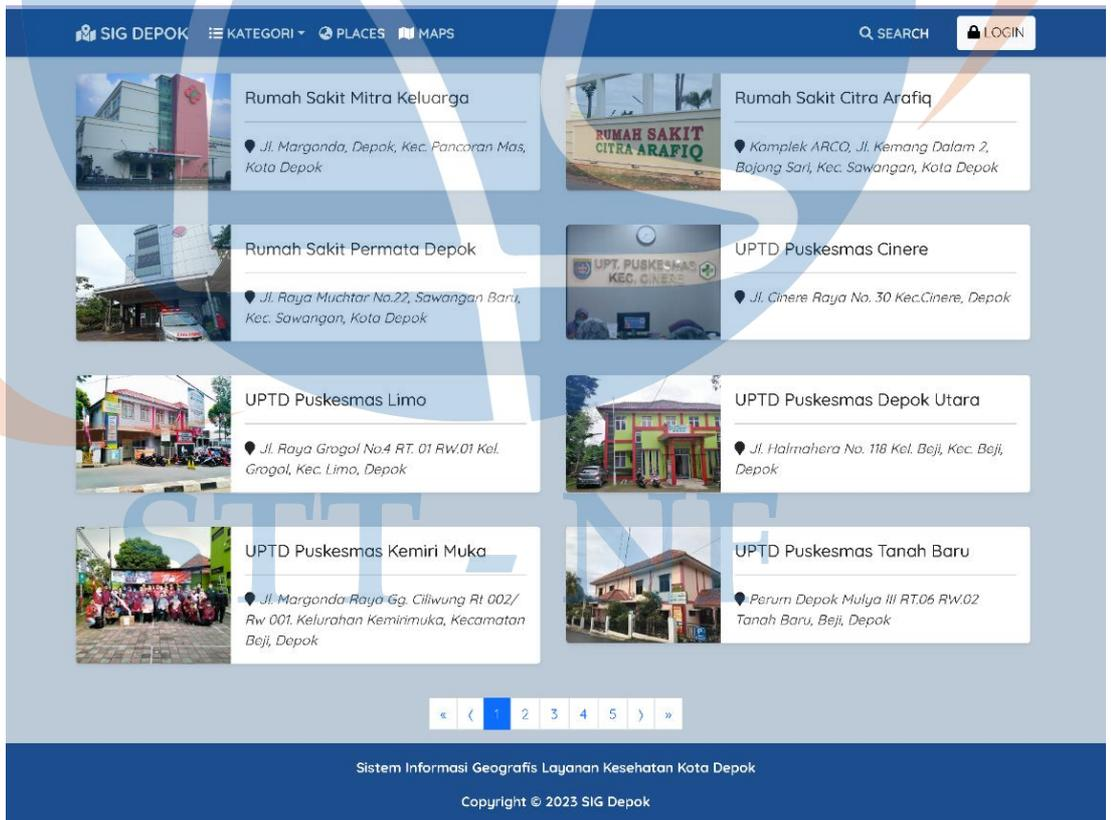 SIG DEPOK KATEGORI PLACES MAPS SEARCH LOGIN
Rumah Sakit Mitra Keluarga
Jl. Margonda, Depok, Kec. Pancoran Mas,
Kota Depok
RUMAH SAKIT
CITRA ARAFIQ
Rumah Sakit Citra Arafiq
Komplek ARCO, Jl. Kemang Dalam 2,
Bojong Sari, Kec. Sawangan, Kota Depok
Rumah Sakit Permata Depok
Jl. Raya Muchtar No.22, Sawangan Baru,
Kec. Sawangan, Kota Depok
UPT. PUSKESMAS
KEC. CINERE
UPTD Puskesmas Cinere
Jl. Cinere Raya No. 30 Kec.Cinere, Depok
UPTD Puskesmas Limo
Jl. Raya Grogol No.4 RT. 01 RW.01 Kel.
Grogol, Kec. Limo, Depok
UPTD Puskesmas Depok Utara
Jl. Halmahera No. 118 Kel. Beji, Kec. Beji,
Depok
STT - NF
UPTD Puskesmas Kemiri Muka
Jl. Margonda Raya Gg. Ciliwung Rt 002/
Rw 001. Kelurahan Kemirimuka, Kecamatan
Beji, Depok
UPTD Puskesmas Tanah Baru
Perum Depok Mulya III RT.06 RW.02
Tanah Baru, Beji, Depok
« ⟨ 1 2 3 4 5 ⟩ »
Sistem Informasi Geografis Layanan Kesehatan Kota Depok
Copyright © 2023 SIG Depok